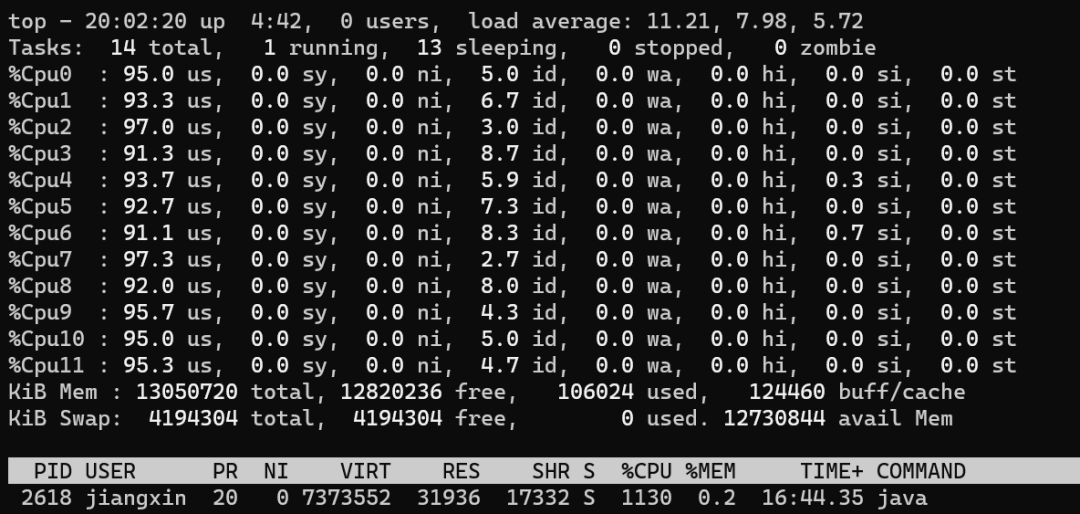 top - 20:02:20 up  4:42,  0 users,  load average: 11.21, 7.98, 5.72
Tasks:  14 total,   1 running,  13 sleeping,   0 stopped,   0 zombie
%Cpu0  : 95.0 us,  0.0 sy,  0.0 ni,  5.0 id,  0.0 wa,  0.0 hi,  0.0 si,  0.0 st
%Cpu1  : 93.3 us,  0.0 sy,  0.0 ni,  6.7 id,  0.0 wa,  0.0 hi,  0.0 si,  0.0 st
%Cpu2  : 97.0 us,  0.0 sy,  0.0 ni,  3.0 id,  0.0 wa,  0.0 hi,  0.0 si,  0.0 st
%Cpu3  : 91.3 us,  0.0 sy,  0.0 ni,  8.7 id,  0.0 wa,  0.0 hi,  0.0 si,  0.0 st
%Cpu4  : 93.7 us,  0.0 sy,  0.0 ni,  5.9 id,  0.0 wa,  0.0 hi,  0.3 si,  0.0 st
%Cpu5  : 92.7 us,  0.0 sy,  0.0 ni,  7.3 id,  0.0 wa,  0.0 hi,  0.0 si,  0.0 st
%Cpu6  : 91.1 us,  0.0 sy,  0.0 ni,  8.3 id,  0.0 wa,  0.0 hi,  0.7 si,  0.0 st
%Cpu7  : 97.3 us,  0.0 sy,  0.0 ni,  2.7 id,  0.0 wa,  0.0 hi,  0.0 si,  0.0 st
%Cpu8  : 92.0 us,  0.0 sy,  0.0 ni,  8.0 id,  0.0 wa,  0.0 hi,  0.0 si,  0.0 st
%Cpu9  : 95.7 us,  0.0 sy,  0.0 ni,  4.3 id,  0.0 wa,  0.0 hi,  0.0 si,  0.0 st
%Cpu10 : 95.0 us,  0.0 sy,  0.0 ni,  5.0 id,  0.0 wa,  0.0 hi,  0.0 si,  0.0 st
%Cpu11 : 95.3 us,  0.0 sy,  0.0 ni,  4.7 id,  0.0 wa,  0.0 hi,  0.0 si,  0.0 st
KiB Mem : 13050720 total, 12820236 free,   106024 used,   124460 buff/cache
KiB Swap:  4194304 total,  4194304 free,        0 used. 12730844 avail Mem
  PID USER      PR  NI    VIRT    RES    SHR S  %CPU %MEM     TIME+ COMMAND
 2618 jiangxin  20   0 7373552  31936  17332 S  1130  0.2  16:44.35 java